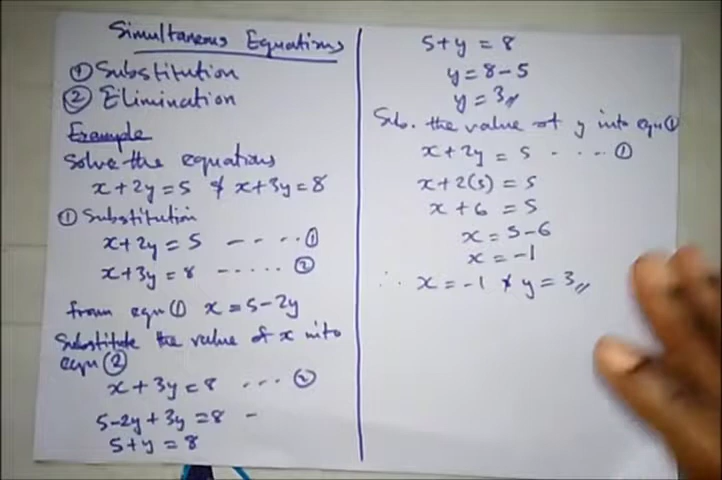 Simultaneous Equations
① Substitution
② Elimination
Example
Solve the equations
x + 2y = 5 & x + 3y = 8
① Substitution
x + 2y = 5 - - - - - ①
x + 3y = 8 - - - - - ②
from eqn ① x = 5 - 2y
Substitute the value of x into
eqn ②
x + 3y = 8 - - - ②
5 - 2y + 3y = 8 -
5 + y = 8
5 + y = 8
y = 8 - 5
y = 3
Sub. the value of y into eqn ①
x + 2y = 5 - - - - - ①
x + 2(3) = 5
x + 6 = 5
x = 5 - 6
x = -1
∴ x = -1 & y = 3